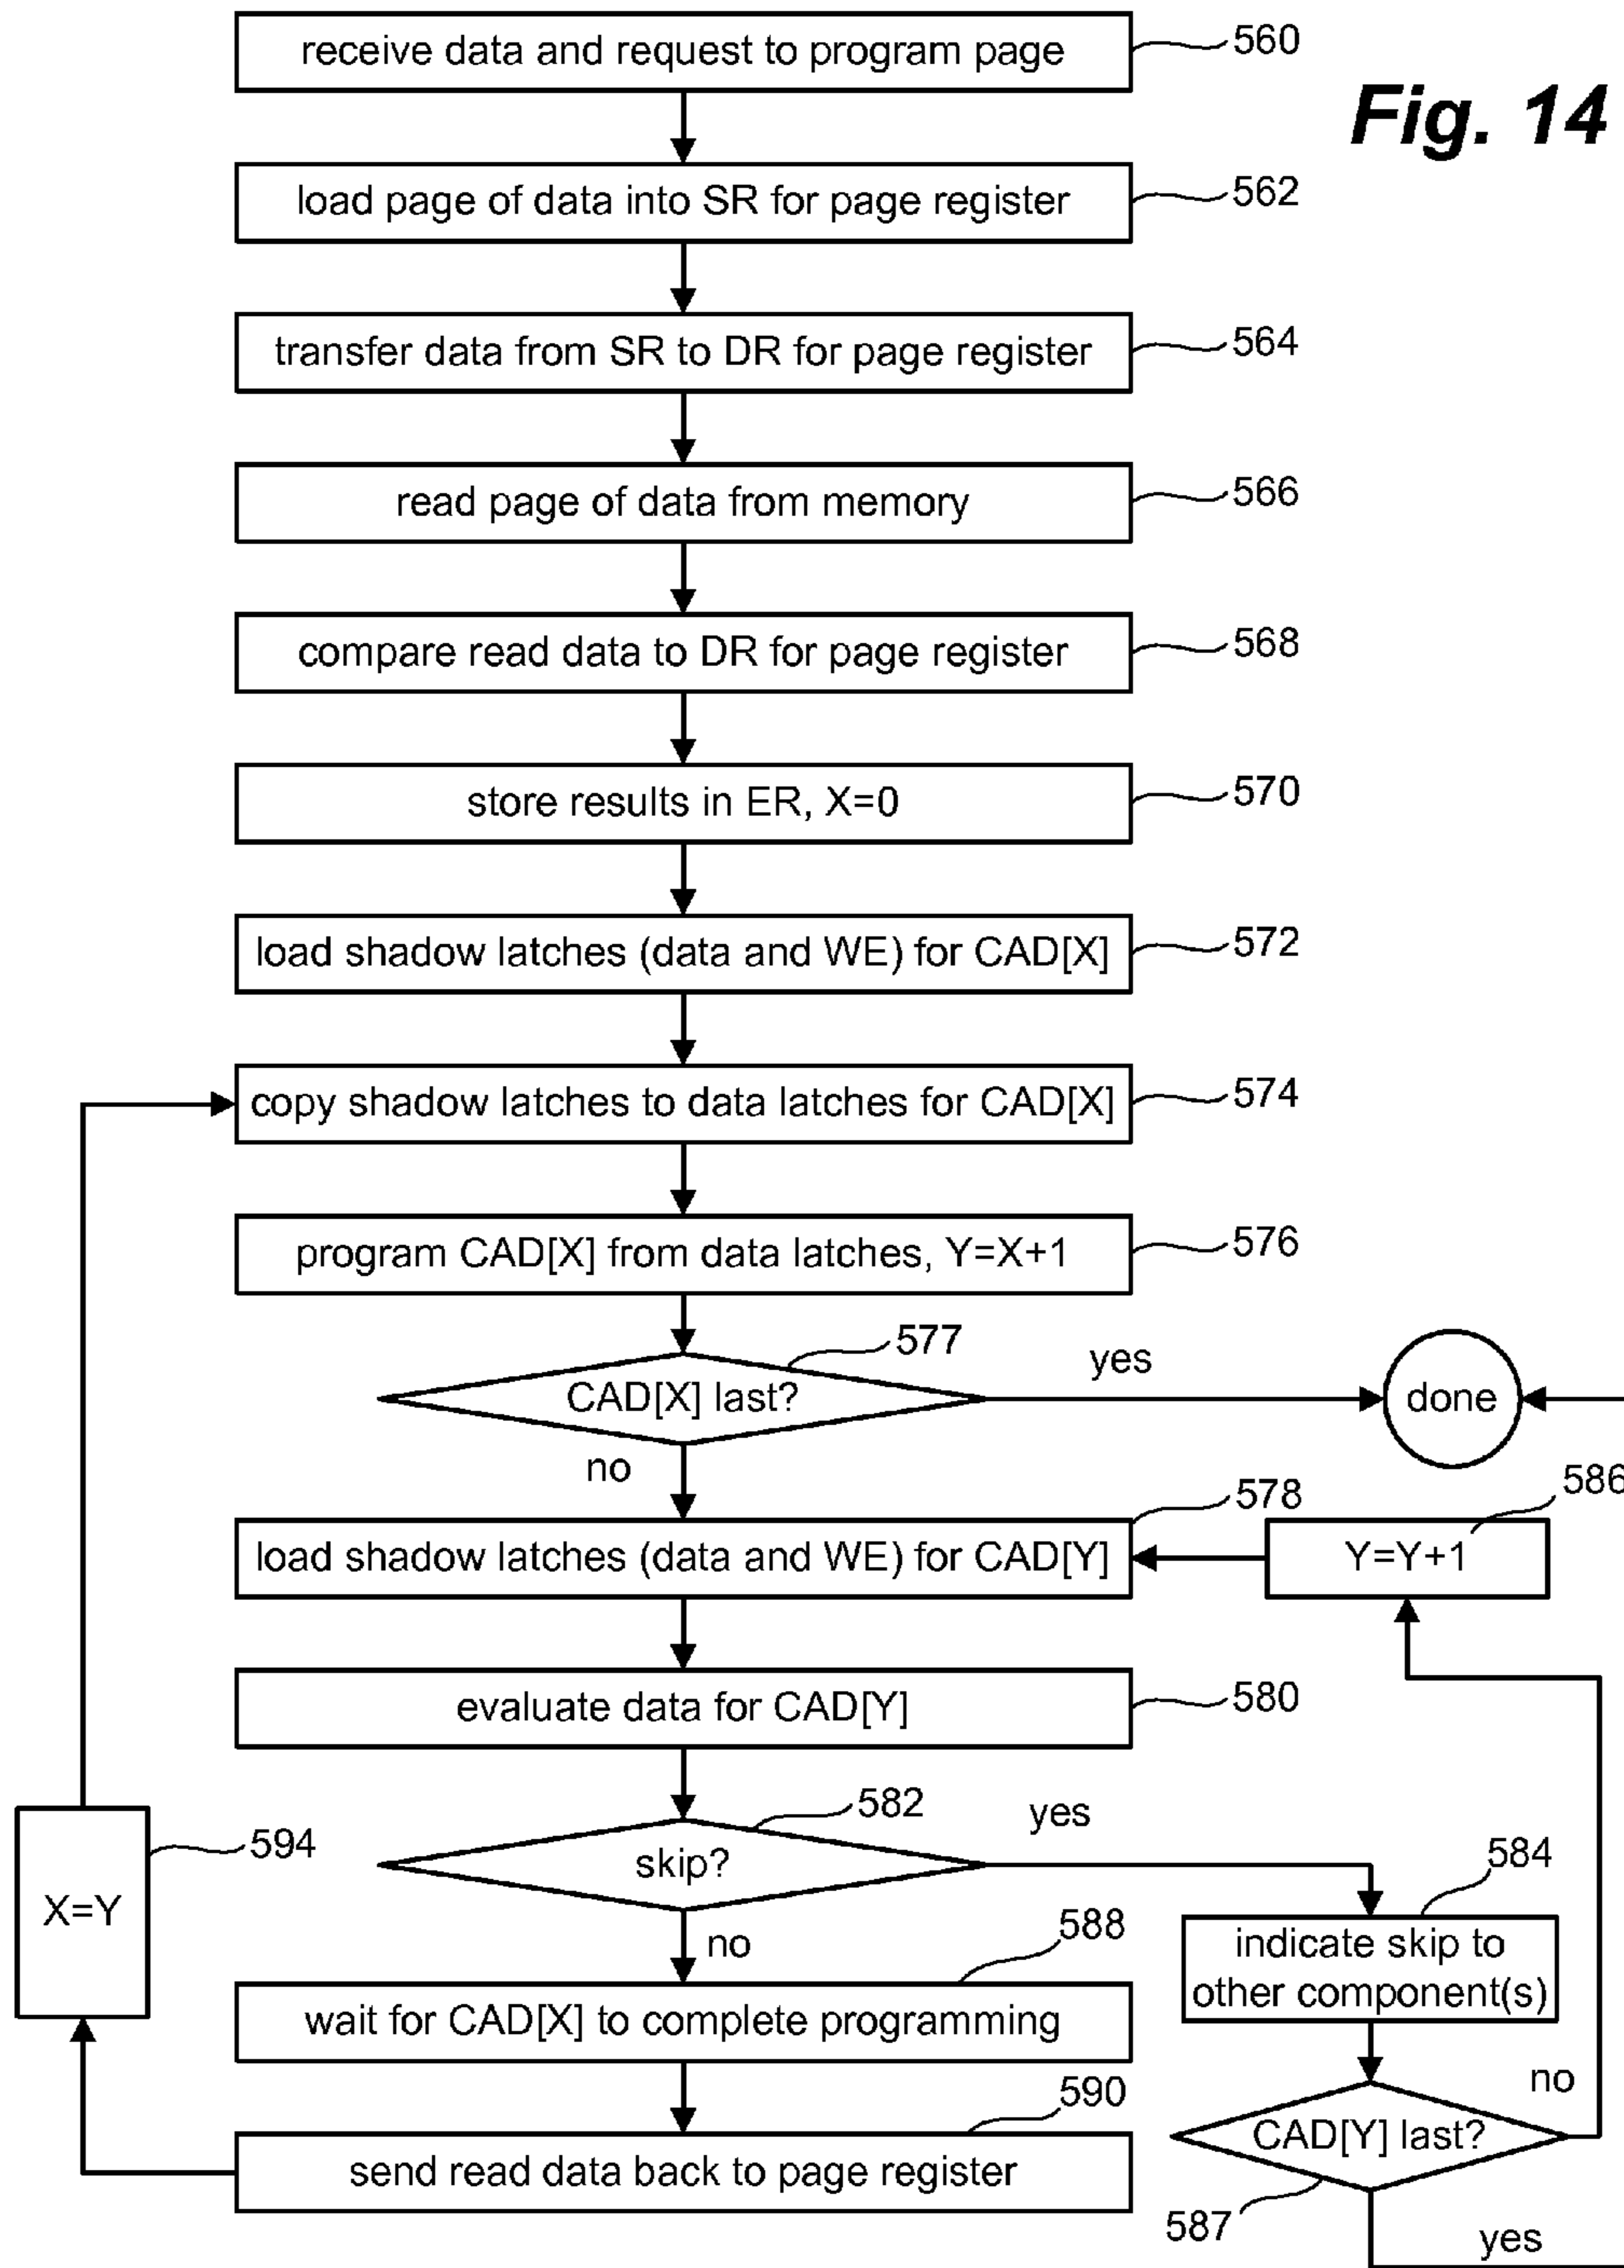 receive data and request to program page
560
Fig. 14
load page of data into SR for page register
562
transfer data from SR to DR for page register
564
read page of data from memory
566
compare read data to DR for page register
568
store results in ER, X=0
570
load shadow latches (data and WE) for CAD[X]
572
copy shadow latches to data latches for CAD[X]
574
program CAD[X] from data latches, Y=X+1
576
577
CAD[X] last?
yes
done
no
578
586
load shadow latches (data and WE) for CAD[Y]
Y=Y+1
evaluate data for CAD[Y]
580
582
skip?
yes
594
X=Y
584
indicate skip to
other component(s)
no
588
wait for CAD[X] to complete programming
590
send read data back to page register
CAD[Y] last?
no
587
yes